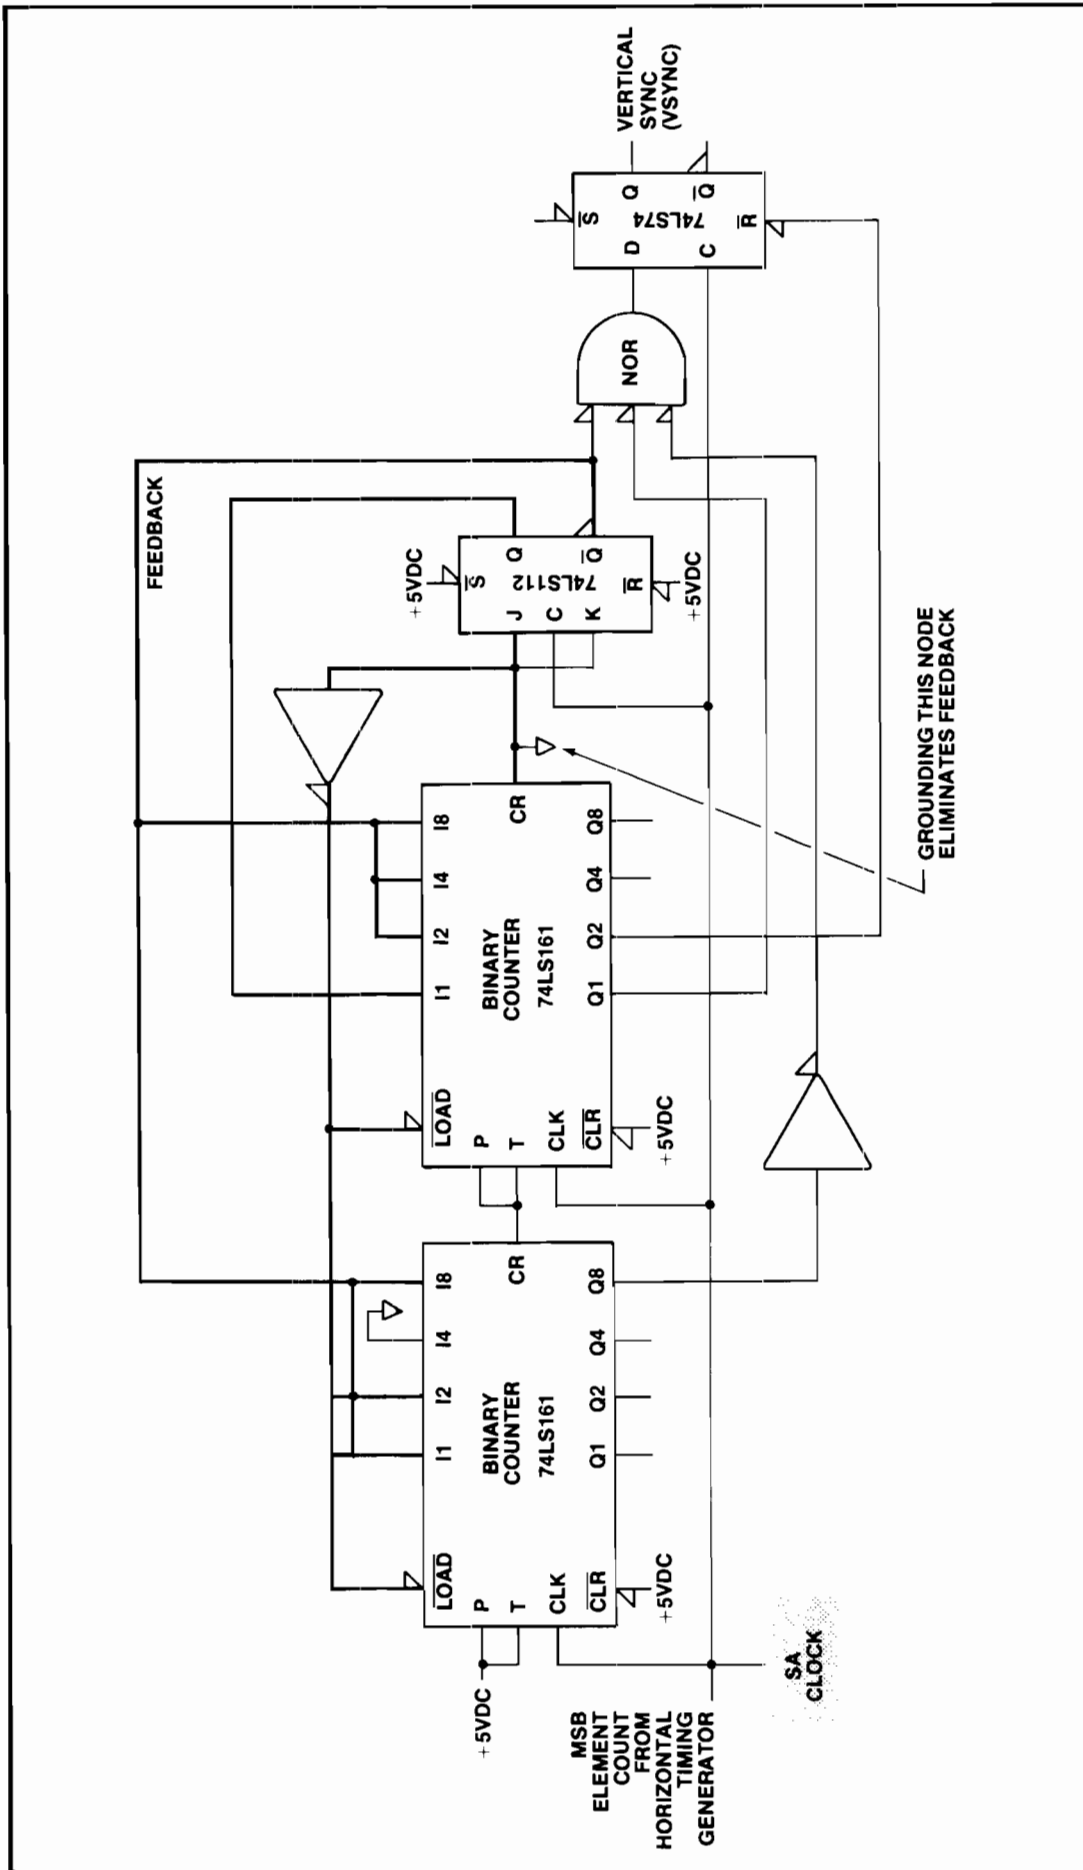 FEEDBACK
+5VDC
MSB
ELEMENT
COUNT
FROM
HORIZONTAL
TIMING
GENERATOR
SA
CLOCK
LOAD
P
T
CLK
CLR
+5VDC
I1
I2
I4
I8
BINARY
COUNTER
74LS161
CR
Q1
Q2
Q4
Q8
LOAD
P
T
CLK
CLR
+5VDC
I1
I2
I4
I8
BINARY
COUNTER
74LS161
CR
Q1
Q2
Q4
Q8
GROUNDING THIS NODE
ELIMINATES FEEDBACK
+5VDC
S
J
C
K
74LS112
Q
Q
R
+5VDC
NOR
S
D
C
74LS74
Q
Q
R
VERTICAL
SYNC
(VSYNC)